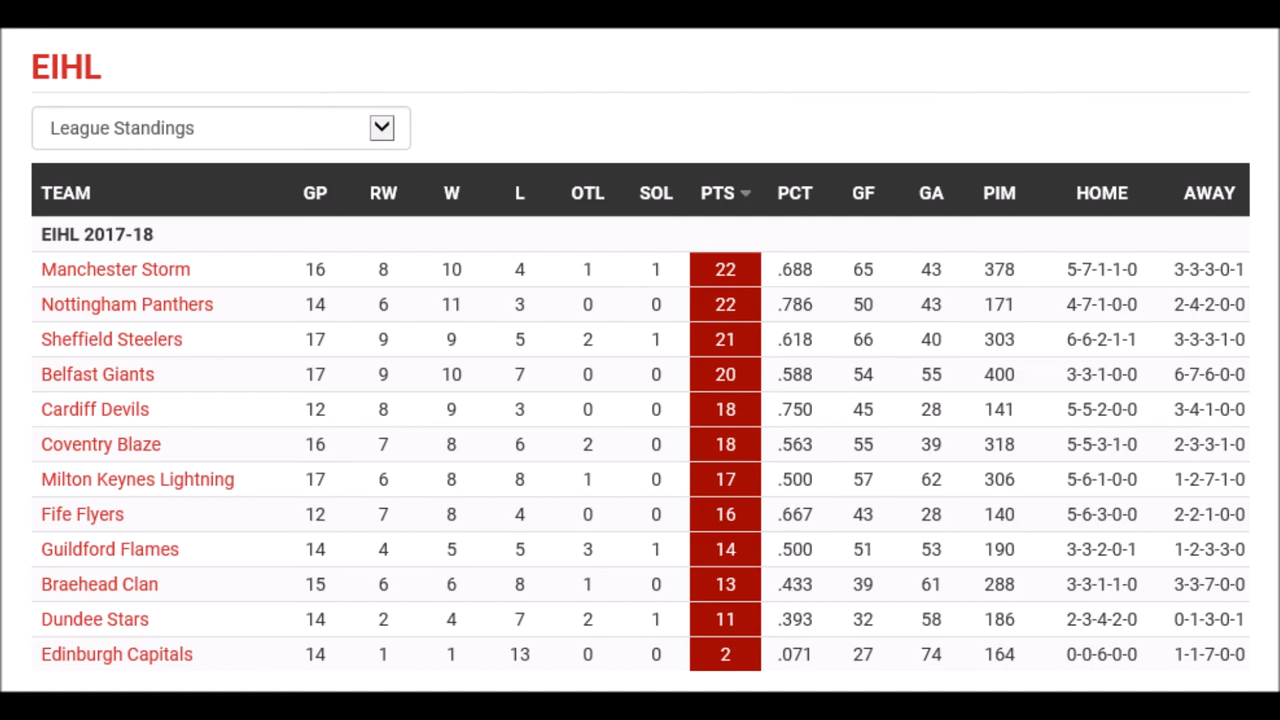 EIHL
League Standings
TEAM GP RW W L OTL SOL PTS PCT GF GA PIM HOME AWAY
EIHL 2017-18
Manchester Storm 16 8 10 4 1 1 22 .688 65 43 378 5-7-1-1-0 3-3-3-0-1
Nottingham Panthers 14 6 11 3 0 0 22 .786 50 43 171 4-7-1-0-0 2-4-2-0-0
Sheffield Steelers 17 9 9 5 2 1 21 .618 66 40 303 6-6-2-1-1 3-3-3-1-0
Belfast Giants 17 9 10 7 0 0 20 .588 54 55 400 3-3-1-0-0 6-7-6-0-0
Cardiff Devils 12 8 9 3 0 0 18 .750 45 28 141 5-5-2-0-0 3-4-1-0-0
Coventry Blaze 16 7 8 6 2 0 18 .563 55 39 318 5-5-3-1-0 2-3-3-1-0
Milton Keynes Lightning 17 6 8 8 1 0 17 .500 57 62 306 5-6-1-0-0 1-2-7-1-0
Fife Flyers 12 7 8 4 0 0 16 .667 43 28 140 5-6-3-0-0 2-2-1-0-0
Guildford Flames 14 4 5 5 3 1 14 .500 51 53 190 3-3-2-0-1 1-2-3-3-0
Braehead Clan 15 6 6 8 1 0 13 .433 39 61 288 3-3-1-1-0 3-3-7-0-0
Dundee Stars 14 2 4 7 2 1 11 .393 32 58 186 2-3-4-2-0 0-1-3-0-1
Edinburgh Capitals 14 1 1 13 0 0 2 .071 27 74 164 0-0-6-0-0 1-1-7-0-0